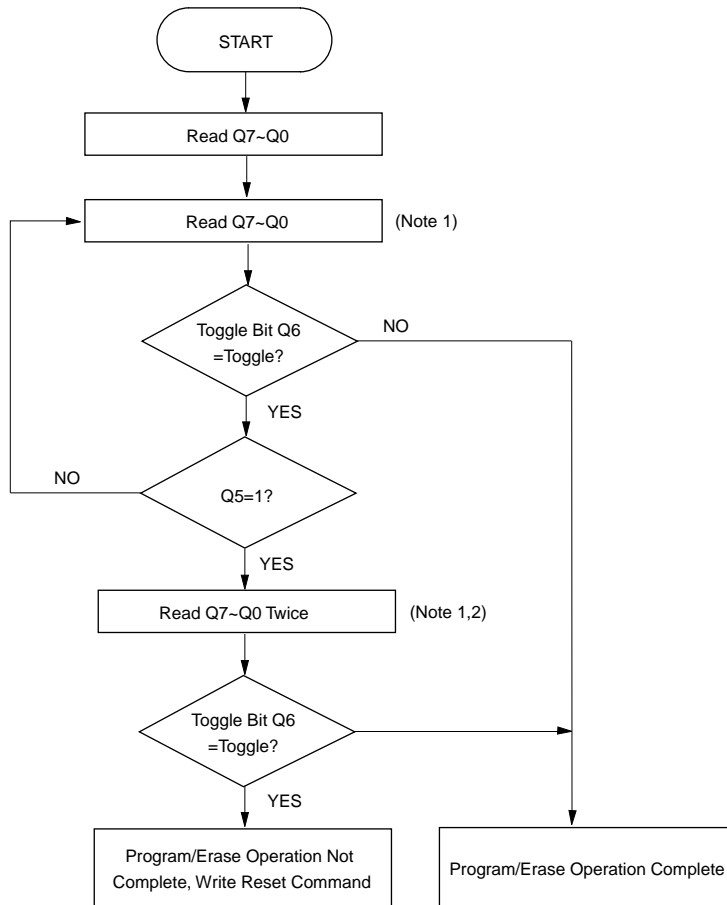 START
Read Q7~Q0
Read Q7~Q0
(Note 1)
Toggle Bit Q6
=Toggle?
NO
YES
NO
Q5=1?
YES
Read Q7~Q0 Twice
(Note 1,2)
Toggle Bit Q6
=Toggle?
YES
Program/Erase Operation Not
Complete, Write Reset Command
Program/Erase Operation Complete